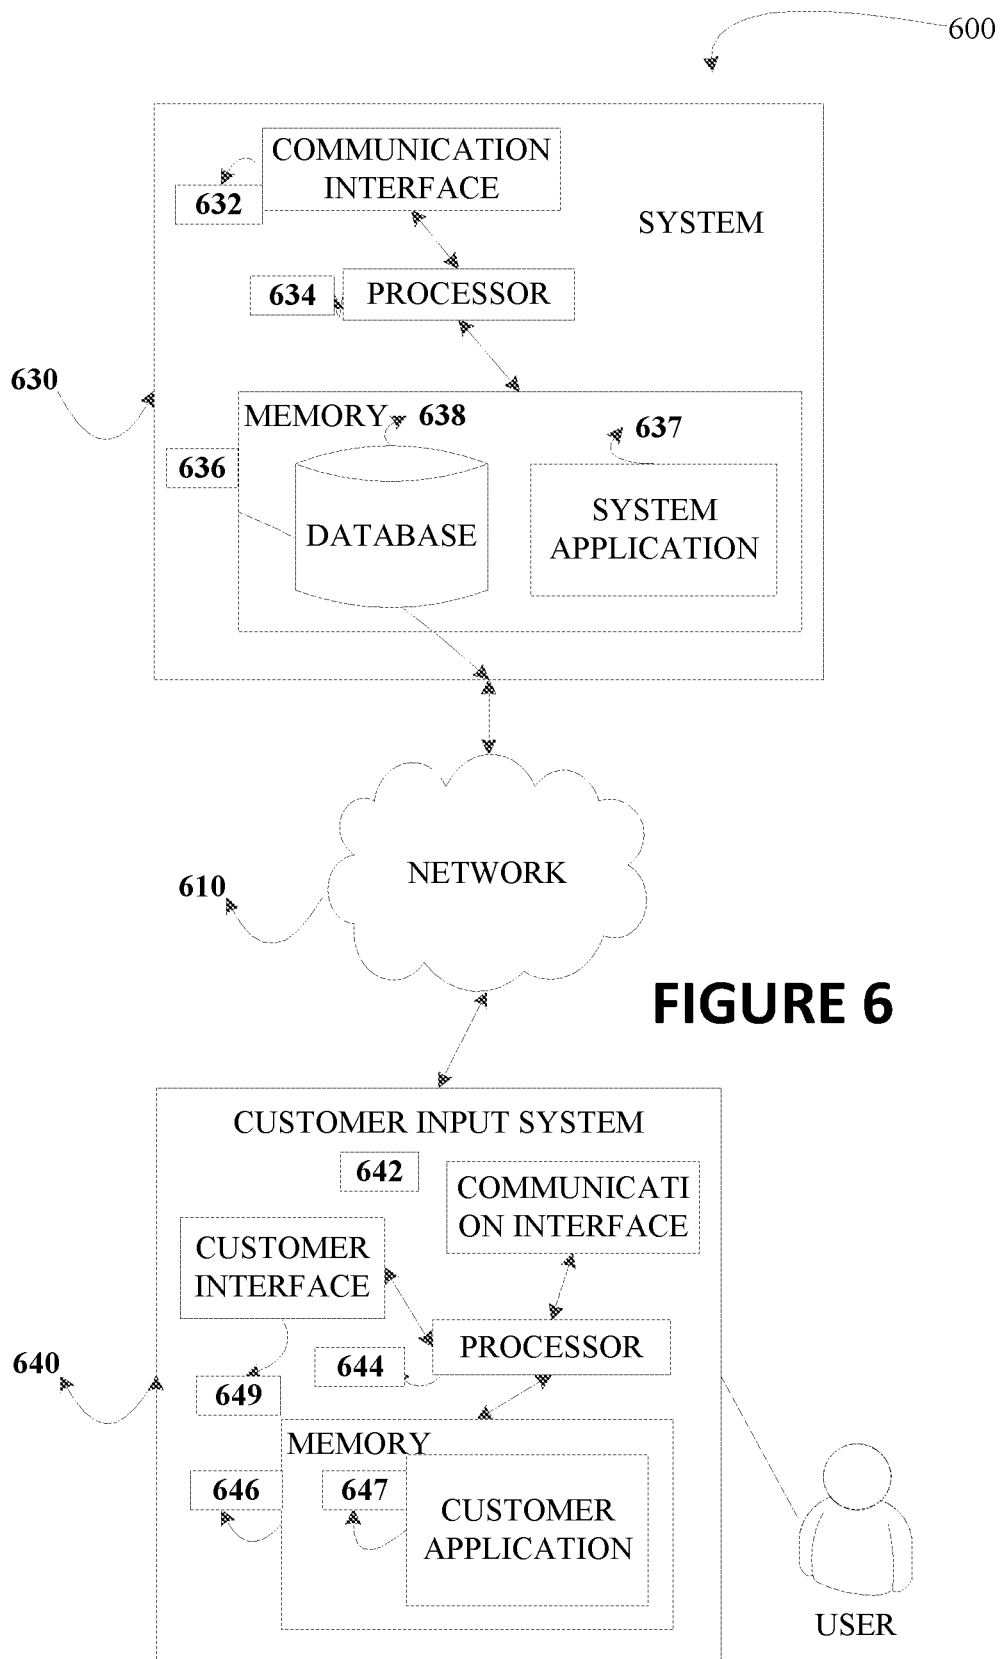 600
COMMUNICATION
INTERFACE
632
SYSTEM
634
PROCESSOR
630
MEMORY
638
637
636
DATABASE
SYSTEM
APPLICATION
NETWORK
610
FIGURE 6
CUSTOMER INPUT SYSTEM
642
COMMUNICATI
ON INTERFACE
CUSTOMER
INTERFACE
PROCESSOR
644
640
649
MEMORY
646
647
CUSTOMER
APPLICATION
USER